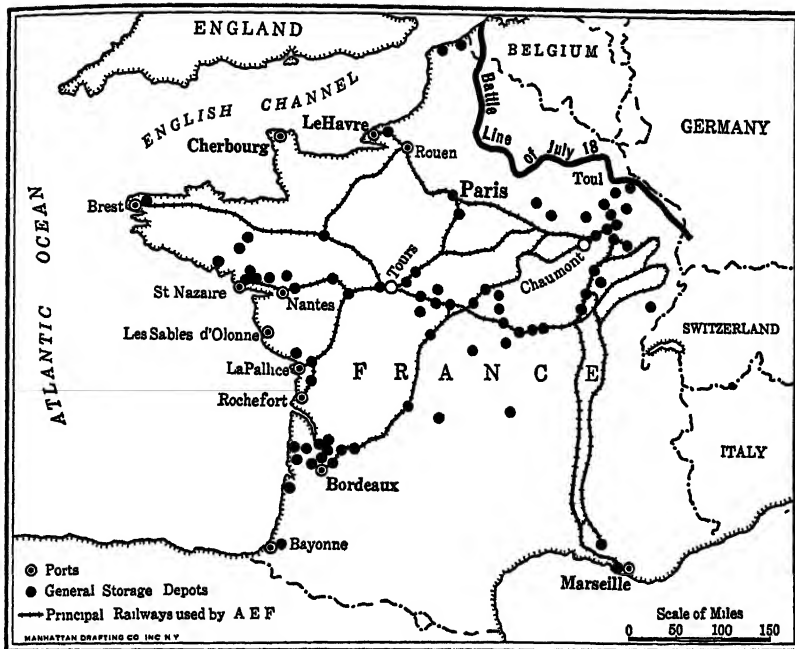 ENGLAND
BELGIUM
ENGLISH CHANNEL
GERMANY
LeHavre
Cherbourg
Battle Line of July 18
Rouen
Toul
Paris
Brest
ATLANTIC OCEAN
Tours
Chaumont
St Nazaire
Nantes
SWITZERLAND
Les Sables d'Olonne
LaPallice
FRANCE
Rochefort
ITALY
Bordeaux
Bayonne
Marseille
Ports
General Storage Depots
Principal Railways used by A E F
MANHATTAN DRAFTING CO INC N Y
Scale of Miles
0 50 100 150